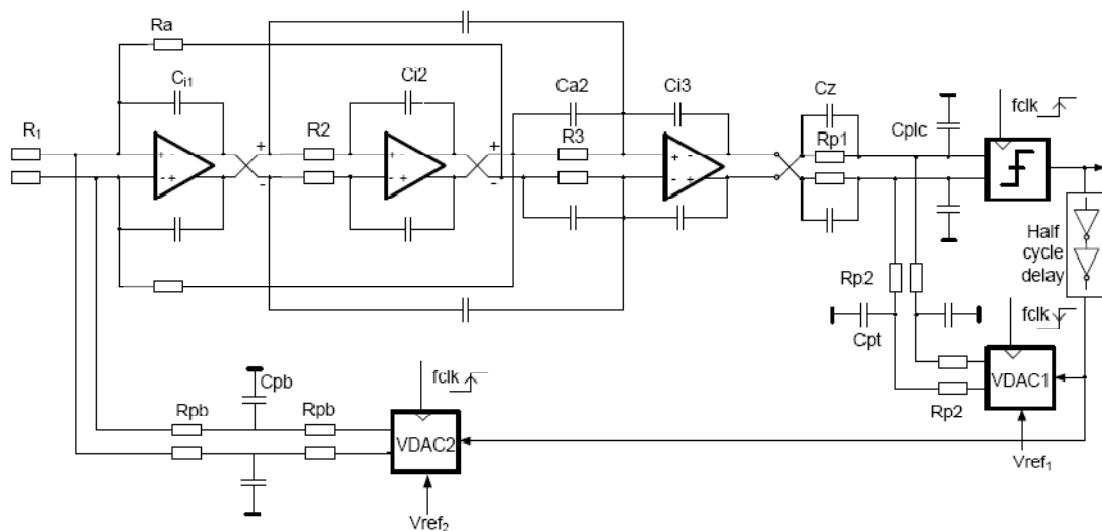 Ra
Ci1
Ci2
Ca2
Ci3
Cz
fclk
R1
R2
R3
Rp1
Cplc
+
-
+ -
- +
+ -
- +
+
-
+ -
- +
Half
cycle
delay
Rp2
Cpt
fclk
VDAC1
Rp2
Vref1
Cpb
fclk
Rpb
Rpb
VDAC2
Vref2